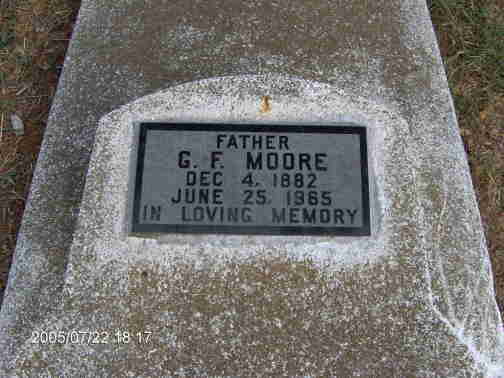 FATHER
G. F. MOORE
DEC 4, 1882
JUNE 25, 1965
IN LOVING MEMORY
2005/07/22 18:17